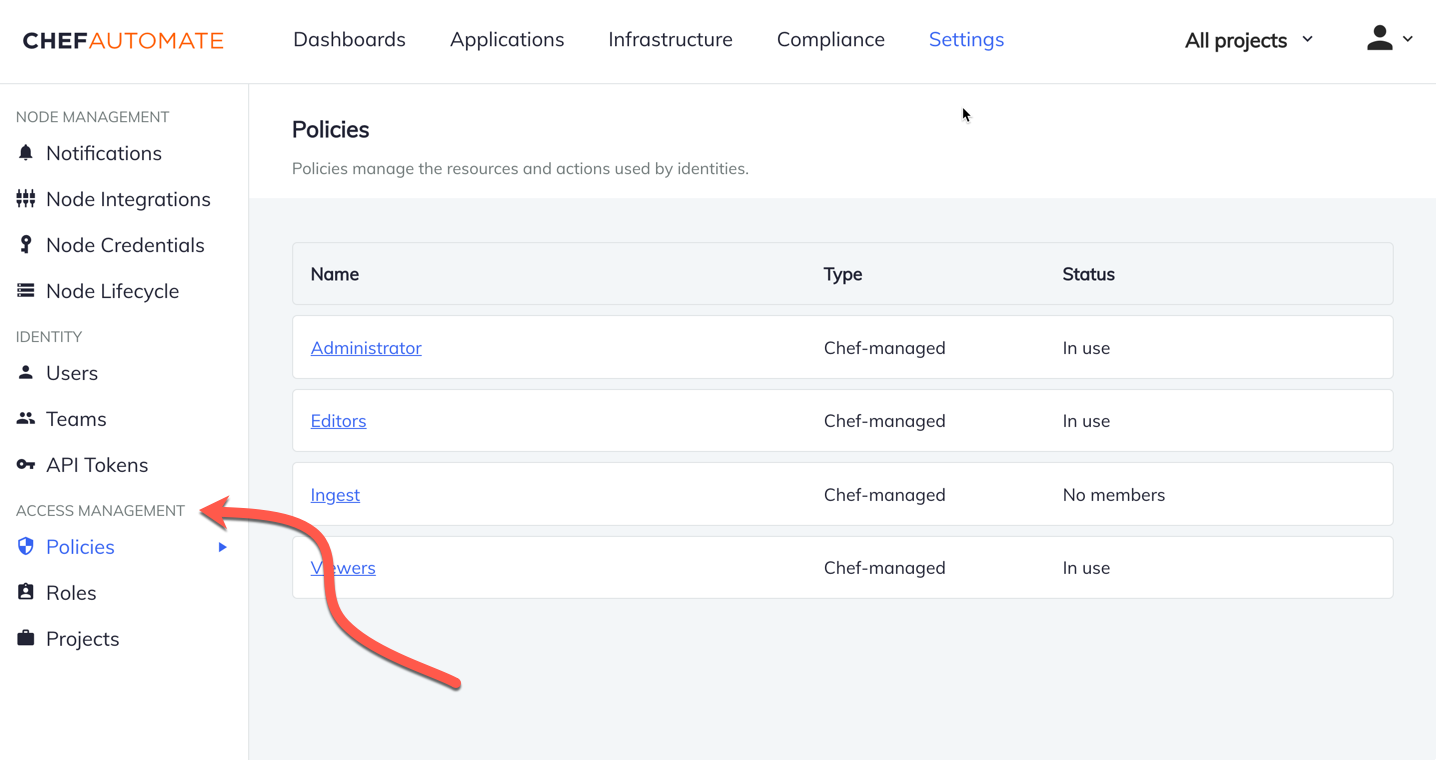 CHEFAUTOMATE Dashboards Applications Infrastructure Compliance Settings All projects
NODE MANAGEMENT
Notifications
Node Integrations
Node Credentials
Node Lifecycle
IDENTITY
Users
Teams
API Tokens
ACCESS MANAGEMENT
Policies
Roles
Projects
Policies
Policies manage the resources and actions used by identities.
Name Type Status
Administrator Chef-managed In use
Editors Chef-managed In use
Ingest Chef-managed No members
Viewers Chef-managed In use